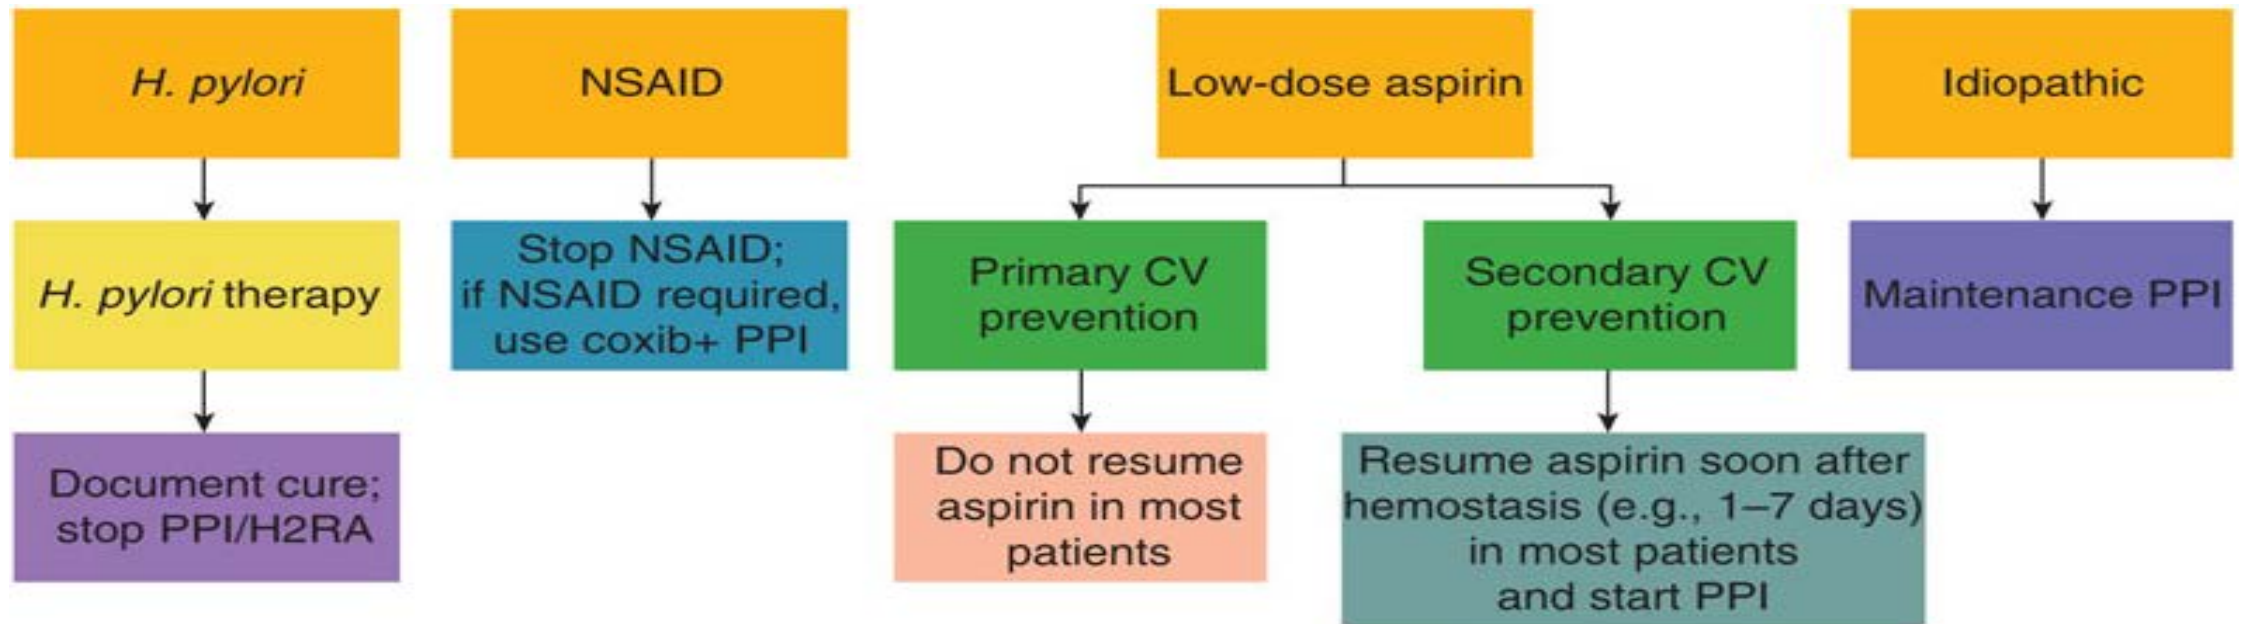 H. pylori
NSAID
Low-dose aspirin
Idiopathic
H. pylori therapy
Stop NSAID;
if NSAID required,
use coxib+ PPI
Primary CV
prevention
Secondary CV
prevention
Maintenance PPI
Document cure;
stop PPI/H2RA
Do not resume
aspirin in most
patients
Resume aspirin soon after
hemostasis (e.g., 1–7 days)
in most patients
and start PPI